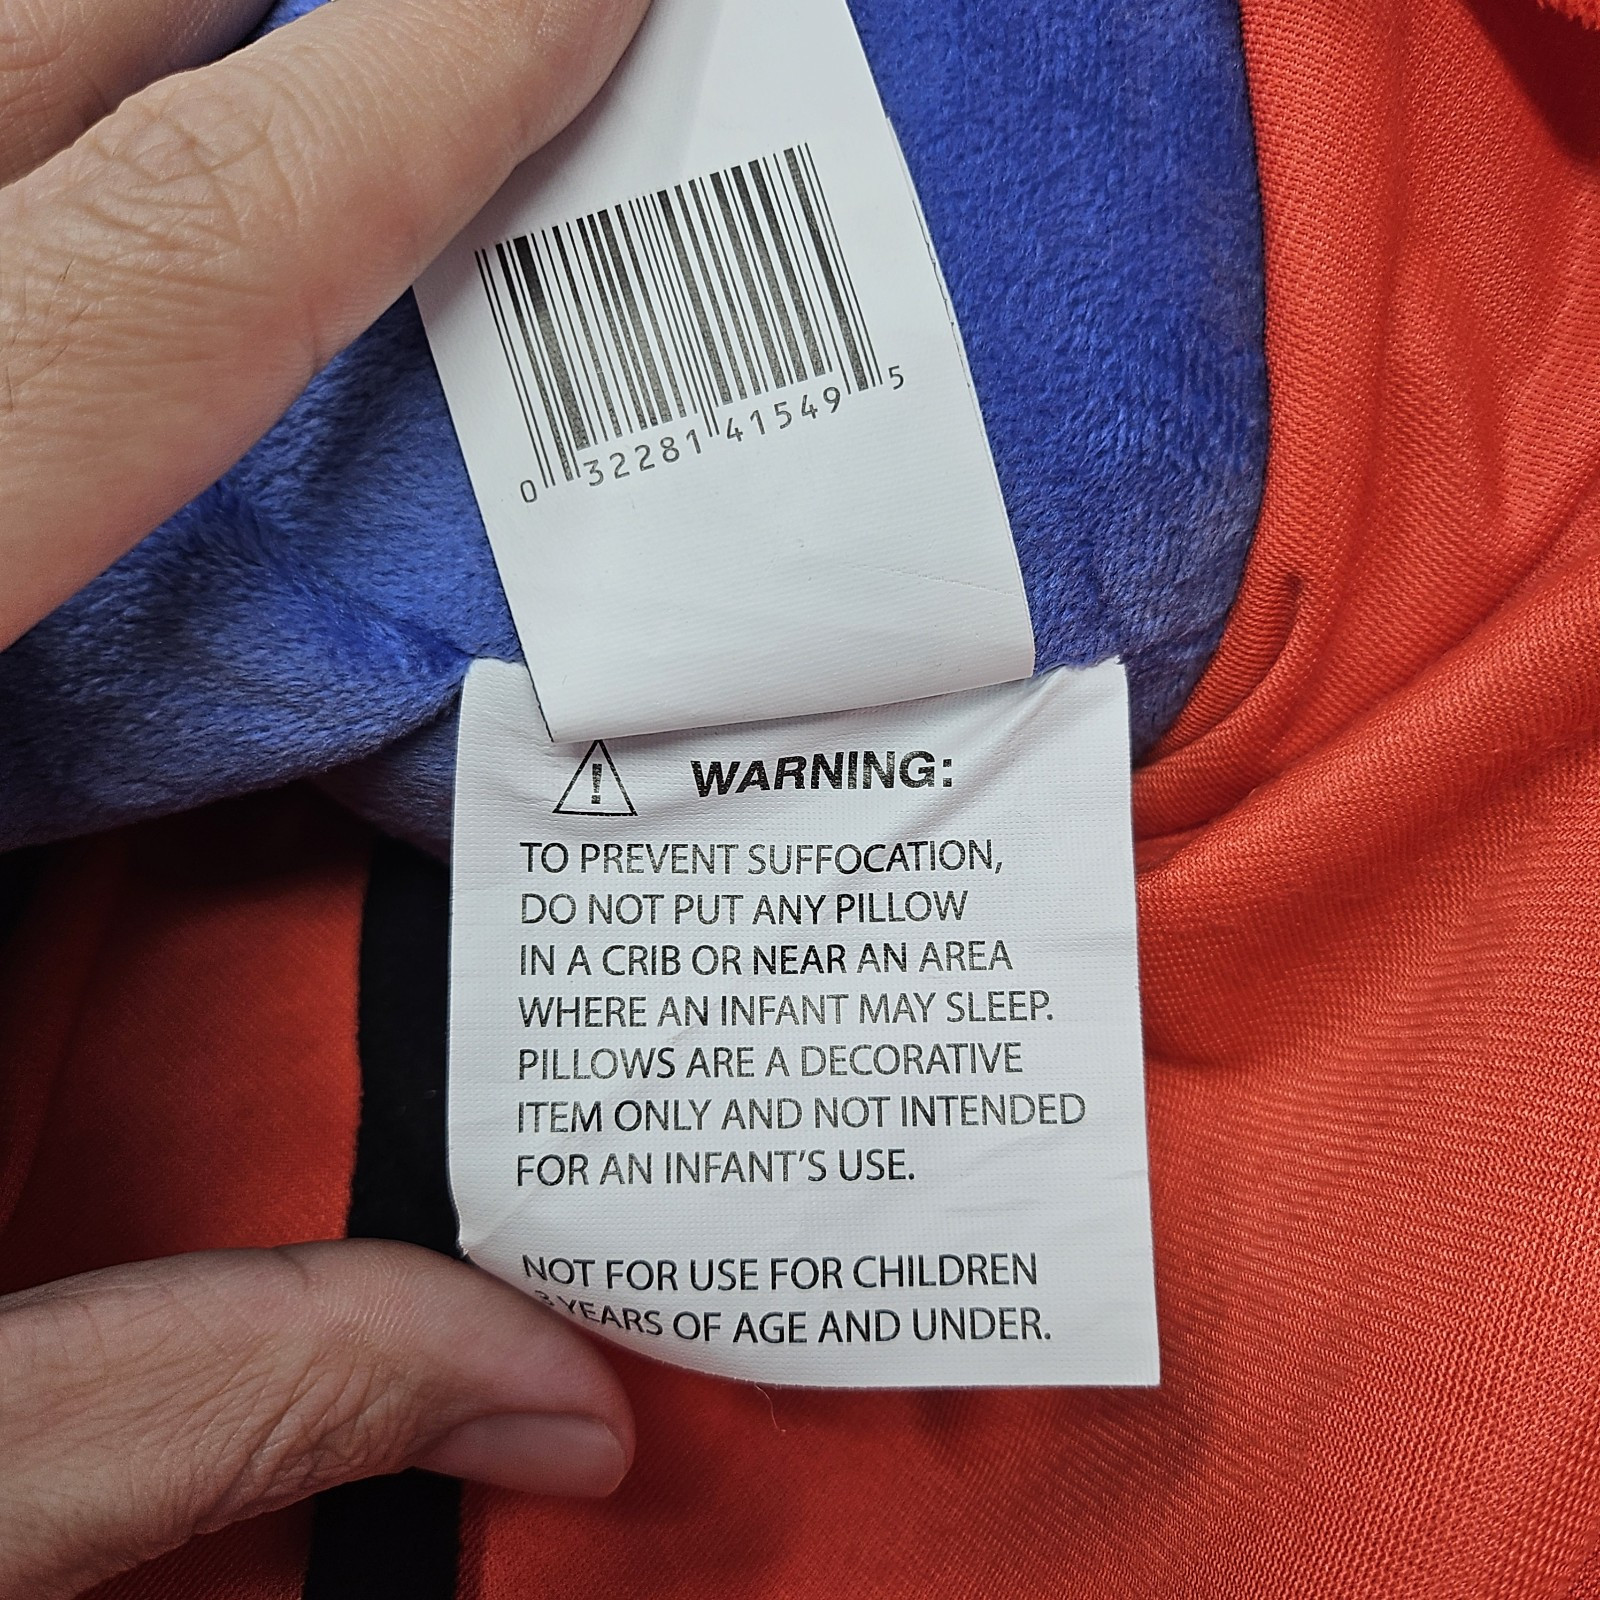 0 32281 41549 5
WARNING:
TO PREVENT SUFFOCATION,
DO NOT PUT ANY PILLOW
IN A CRIB OR NEAR AN AREA
WHERE AN INFANT MAY SLEEP.
PILLOWS ARE A DECORATIVE
ITEM ONLY AND NOT INTENDED
FOR AN INFANT'S USE.
NOT FOR USE FOR CHILDREN
3 YEARS OF AGE AND UNDER.